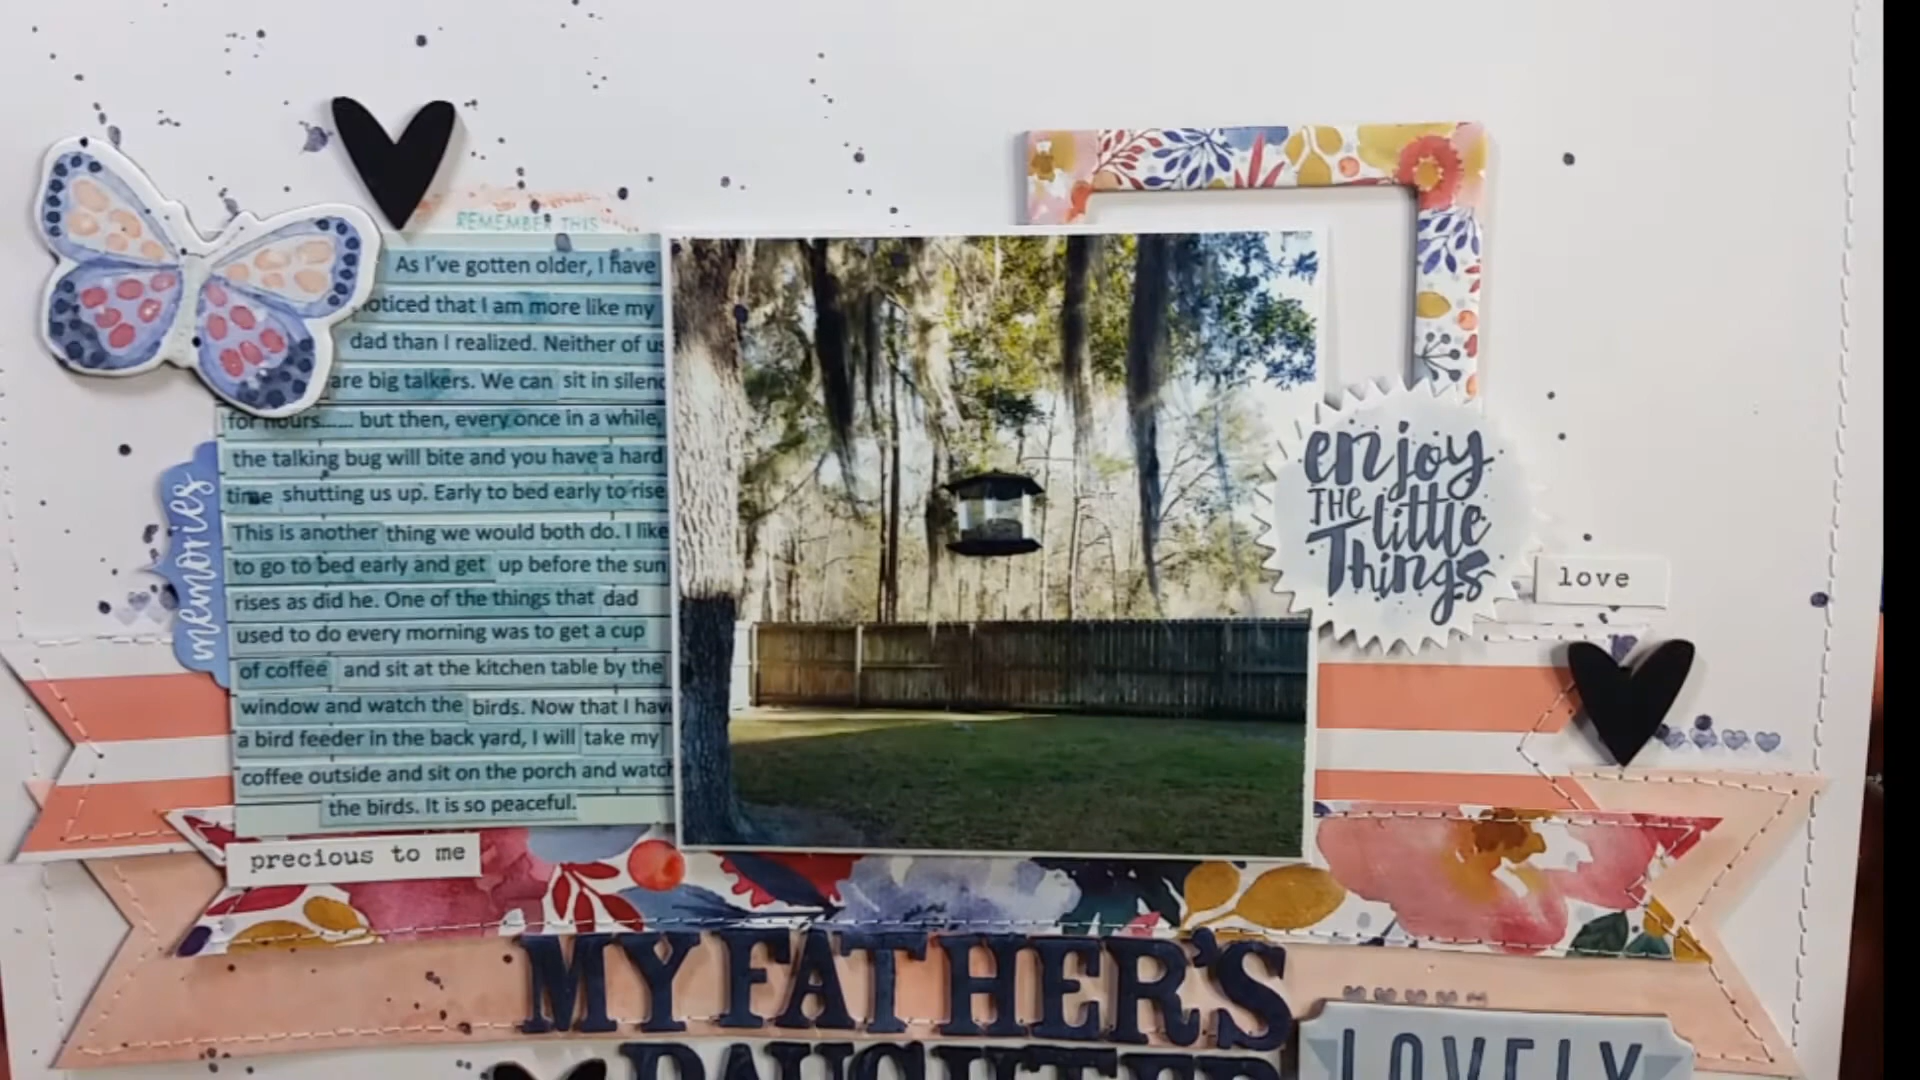 REMEMBER THIS
As I've gotten older, I have
noticed that I am more like my
dad than I realized. Neither of us
are big talkers. We can sit in silenc
for hours...... but then, every once in a while,
the talking bug will bite and you have a hard
time shutting us up. Early to bed early to rise
This is another thing we would both do. I like
to go to bed early and get up before the sun
rises as did he. One of the things that dad
used to do every morning was to get a cup
of coffee and sit at the kitchen table by the
window and watch the birds. Now that I hav
a bird feeder in the back yard, I will take my
coffee outside and sit on the porch and watch
the birds. It is so peaceful.
memories
precious to me
enjoy
THE little
Things
love
MY FATHER'S
DAUGHTER
LOVELY